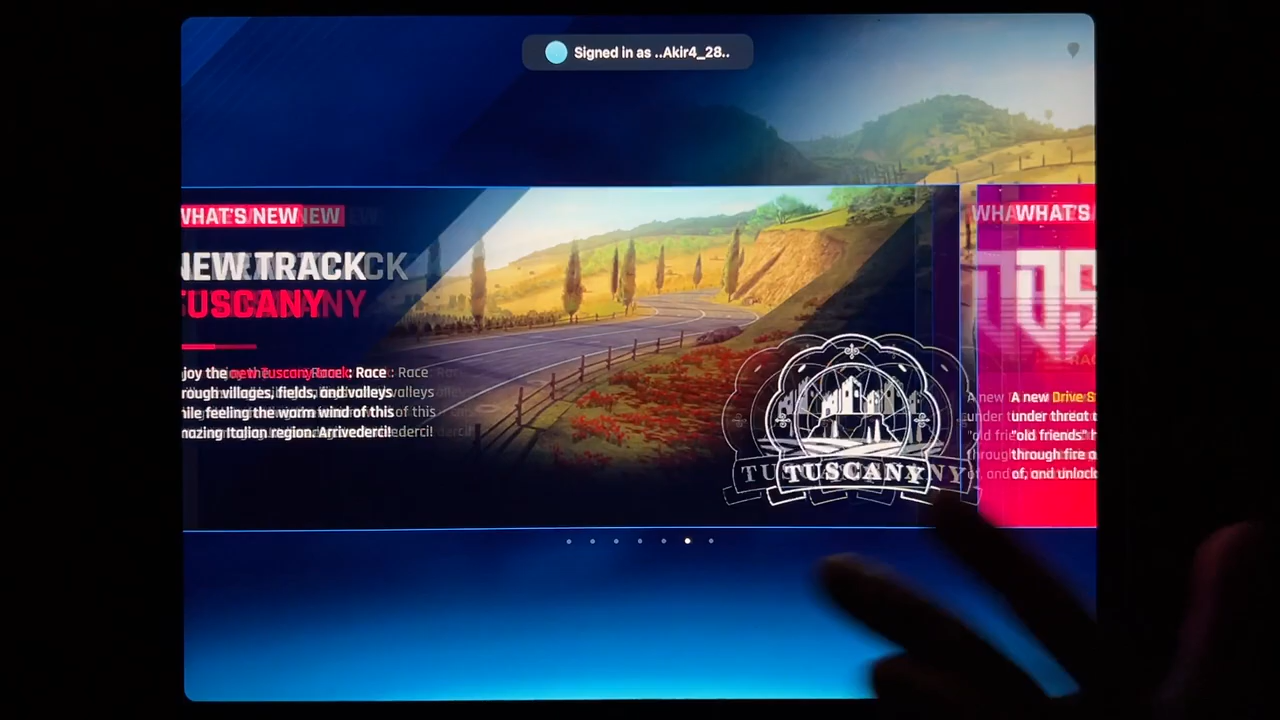 Signed in as ..Akir4_28..
WHAT'S NEW
NEW TRACK
TUSCANY
joy the new Tuscany track : Race
rough villages, fields, and valleys
ile feeling the warm wind of this
mazing Italian region. Arrivederci!
TUSCANY
WHAT'S
A new Drive S
under threat
"old friends" h
through fire
of, and unlock